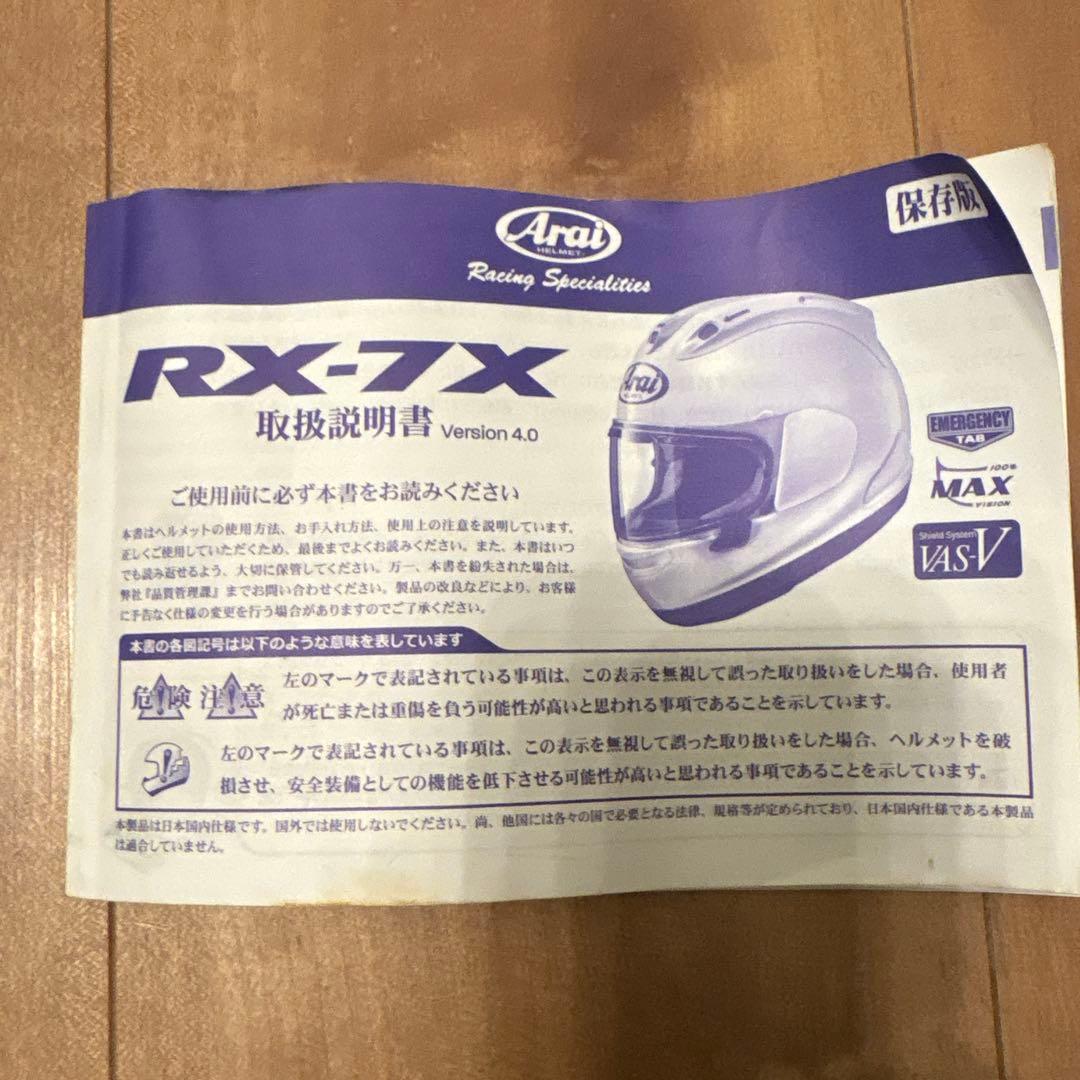 保存版
Arai
HELMET.
Racing Specialities
RX-7X
取扱説明書 Version 4.0
Arai
EMERGENCY
TAB
100%
MAX
VISION
Shield System
VAS-V
ご使用前に必ず本書をお読みください
本書はヘルメットの使用方法、お手入れ方法、使用上の注意を説明しています。
正しくご使用していただくため、最後までよくお読みください。また、本書はいつ
でも読み返せるよう、大切に保管してください。万一、本書を紛失された場合は、
弊社『品質管理課』までお問い合わせください。製品の改良などにより、お客様
に予告なく仕様の変更を行う場合がありますのでご了承ください。
本書の各図記号は以下のような意味を表しています
危険 注意
左のマークで表記されている事項は、この表示を無視して誤った取り扱いをした場合、使用者
が死亡または重傷を負う可能性が高いと思われる事項であることを示しています。
左のマークで表記されている事項は、この表示を無視して誤った取り扱いをした場合、ヘルメットを破
損させ、安全装備としての機能を低下させる可能性が高いと思われる事項であることを示しています。
本製品は日本国内仕様です。国外では使用しないでください。尚、他国には各々の国で必要となる法律、規格等が定められており、日本国内仕様である本製品
は適合していません。